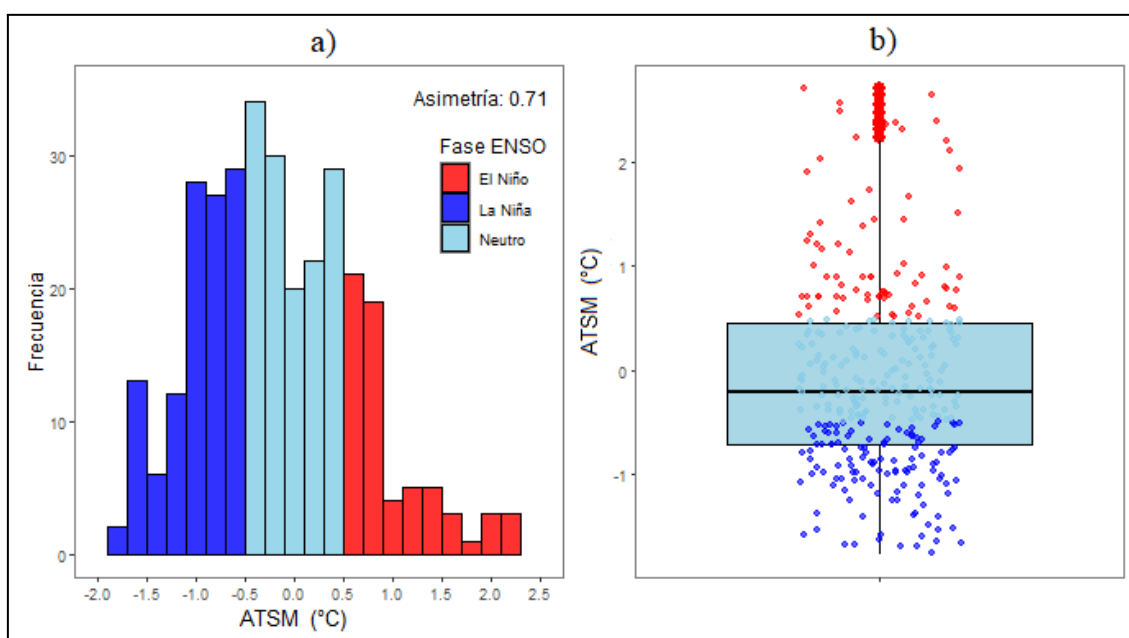 a)
Asimetría: 0.71
Fase ENSO
El Niño
La Niña
Neutro
Frecuencia
30
20
10
0
-2.0 -1.5 -1.0 -0.5 0.0 0.5 1.0 1.5 2.0 2.5
ATSM (°C)
b)
ATSM (°C)
2
1
0
-1